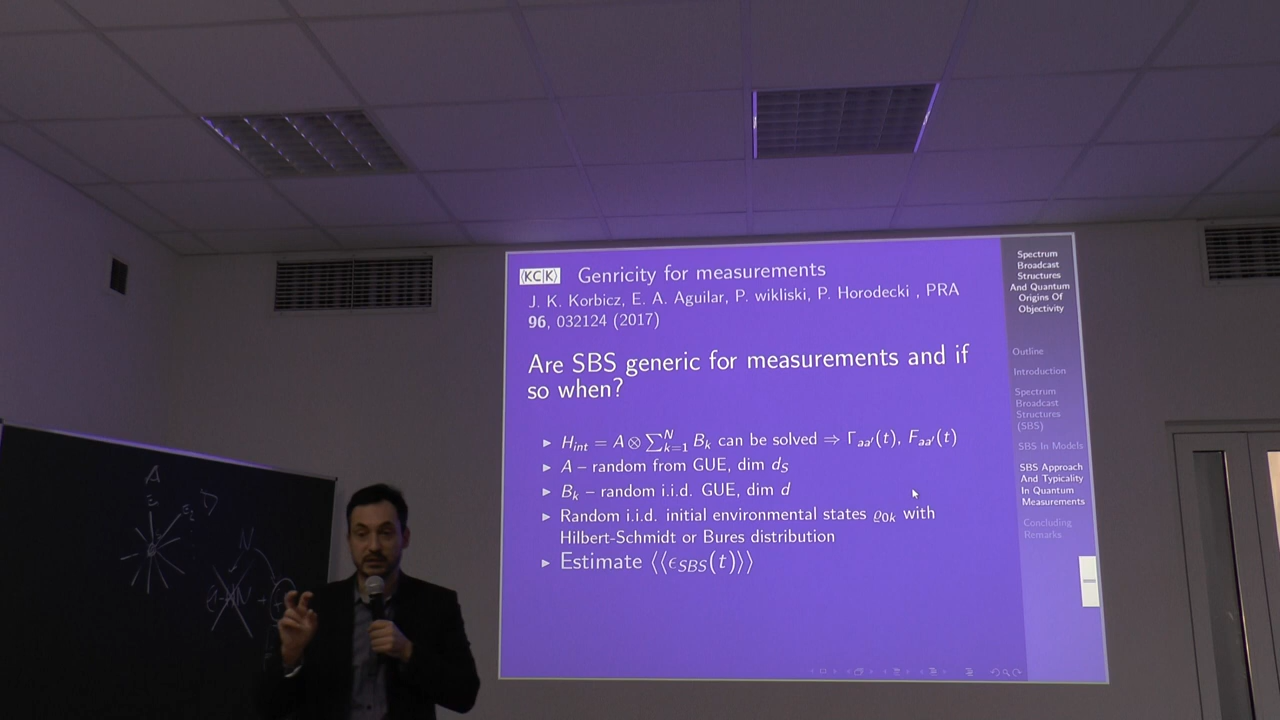 ⟨KC|K⟩ Genricity for measurements
J. K. Korbicz, E. A. Aguilar, P. wikliski, P. Horodecki , PRA
96, 032124 (2017)
Are SBS generic for measurements and if
so when?
▶ H_int = A ⊗ ∑_{k=1}^N B_k can be solved ⇒ Γ_aa′(t), F_aa′(t)
▶ A – random from GUE, dim d_S
▶ B_k – random i.i.d. GUE, dim d
▶ Random i.i.d. initial environmental states ϱ_0k with
Hilbert-Schmidt or Bures distribution
▶ Estimate ⟨⟨ϵ_SBS(t)⟩⟩
Spectrum
Broadcast
Structures
And Quantum
Origins Of
Objectivity
Outline
Introduction
Spectrum
Broadcast
Structures
(SBS)
SBS In Models
SBS Approach
And Typicality
In Quantum
Measurements
Concluding
Remarks
A
D
N